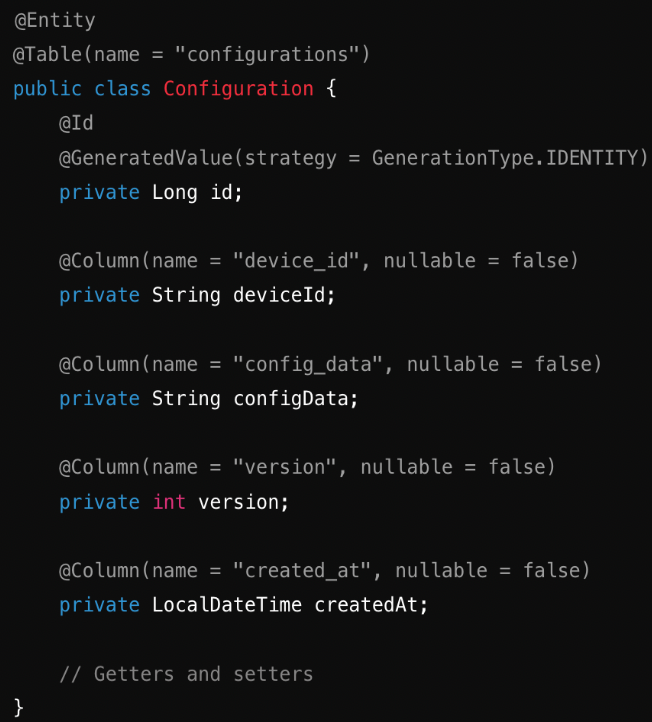 @Entity
@Table(name = "configurations")
public class Configuration {
    @Id
    @GeneratedValue(strategy = GenerationType.IDENTITY)
    private Long id;

    @Column(name = "device_id", nullable = false)
    private String deviceId;

    @Column(name = "config_data", nullable = false)
    private String configData;

    @Column(name = "version", nullable = false)
    private int version;

    @Column(name = "created_at", nullable = false)
    private LocalDateTime createdAt;

    // Getters and setters
}